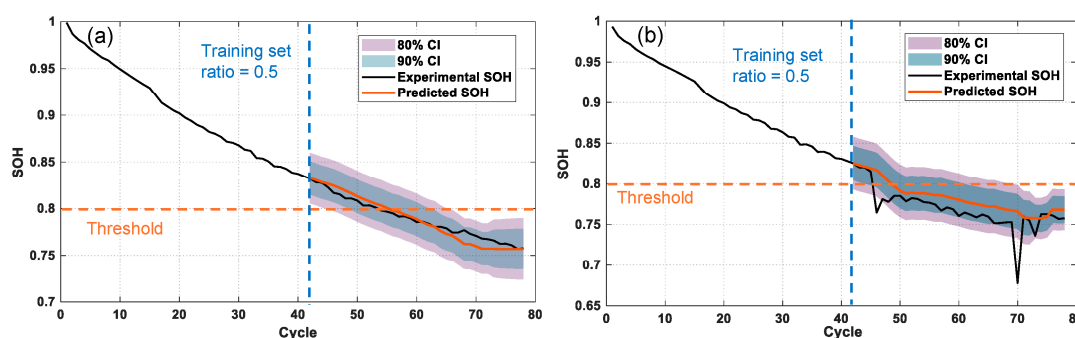 (a)
Training set
ratio = 0.5
80% CI
90% CI
Experimental SOH
Predicted SOH
Threshold
1
0.95
0.9
0.85
0.8
0.75
0.7
SOH
0 10 20 30 40 50 60 70 80
Cycle
(b)
Training set
ratio = 0.5
80% CI
90% CI
Experimental SOH
Predicted SOH
Threshold
1
0.95
0.9
0.85
0.8
0.75
0.7
0.65
SOH
0 10 20 30 40 50 60 70 80
Cycle